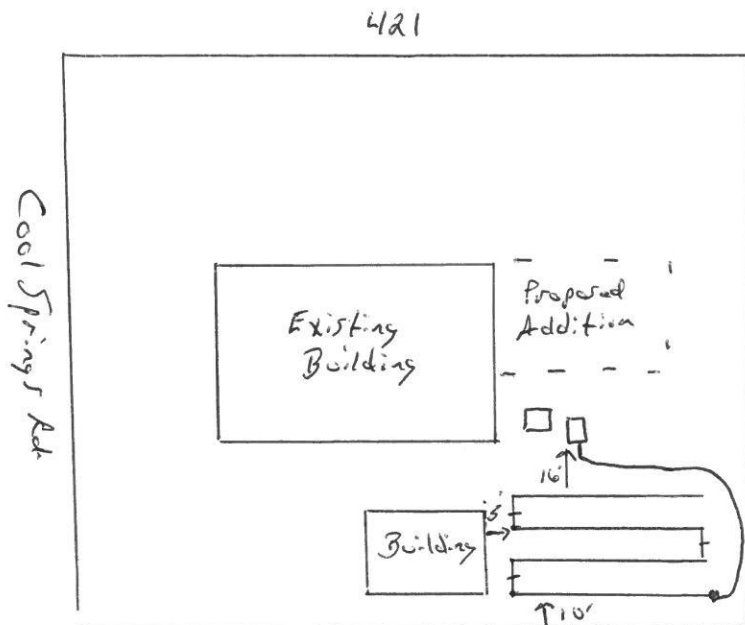 421
Cool Springs Rd.
Existing
Building
Proposed
Addition
16'
5'
Building
10'